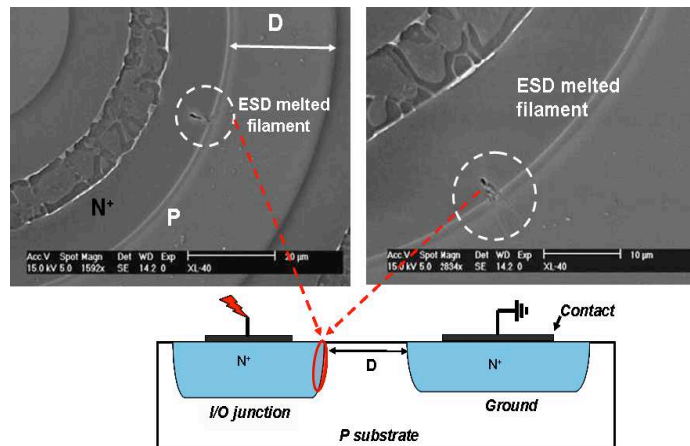 D
ESD melted
filament
N+
P
Acc.V Spot Magn Det WD Exp
15.0 kV 5.0 1592x SE 14.2 0 XL-40
20 µm
ESD melted
filament
Acc.V Spot Magn Det WD Exp
15.0 kV 5.0 2834x SE 14.2 0 XL-40
10 µm
Contact
N+
D
N+
I/O junction
Ground
P substrate